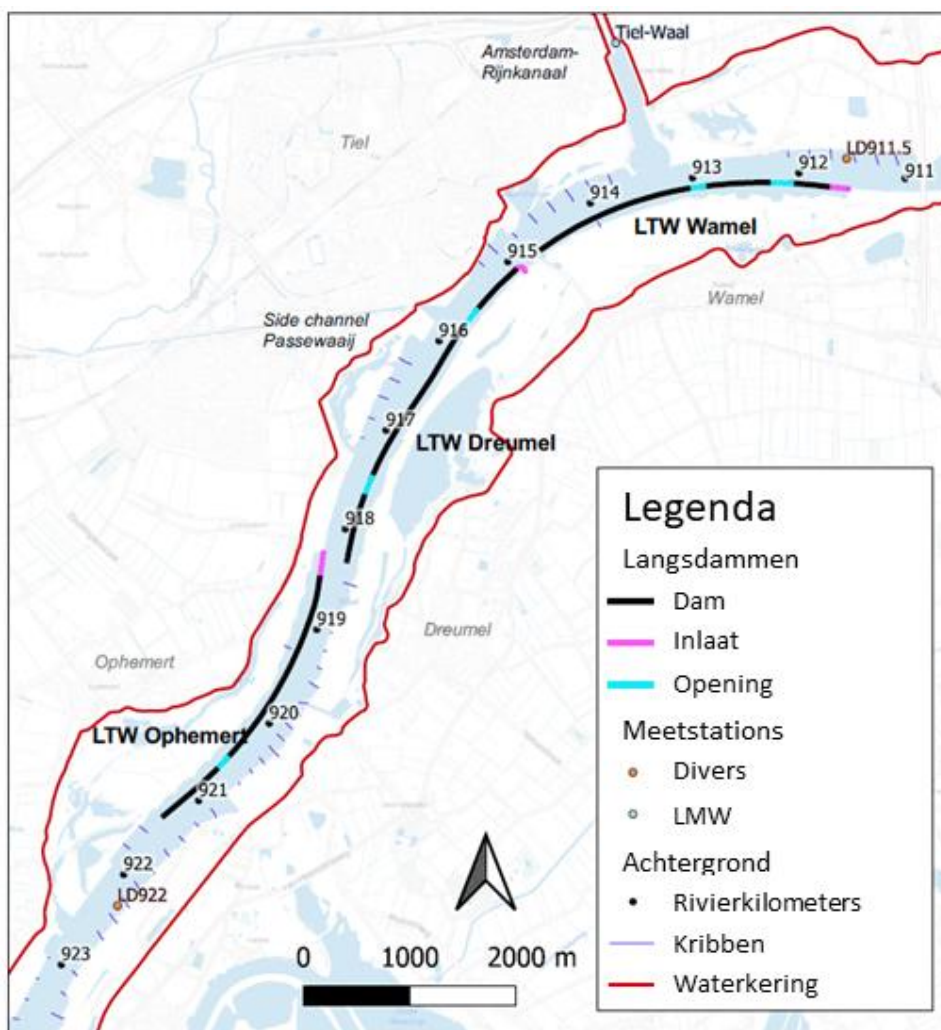 Tiel-Waal
Amsterdam-
Rijnkanaal
Tiel
LD911.5
913
912
911
914
LTW Wamel
915
Wamel
Side channel
Passewaaij
916
917
LTW Dreumel
918
919
Dreumel
Ophemert
920
LTW Ophemert
921
922
LD922
923
0 1000 2000 m
Legenda
Langsdammen
Dam
Inlaat
Opening
Meetstations
Divers
LMW
Achtergrond
Rivierkilometers
Kribben
Waterkering